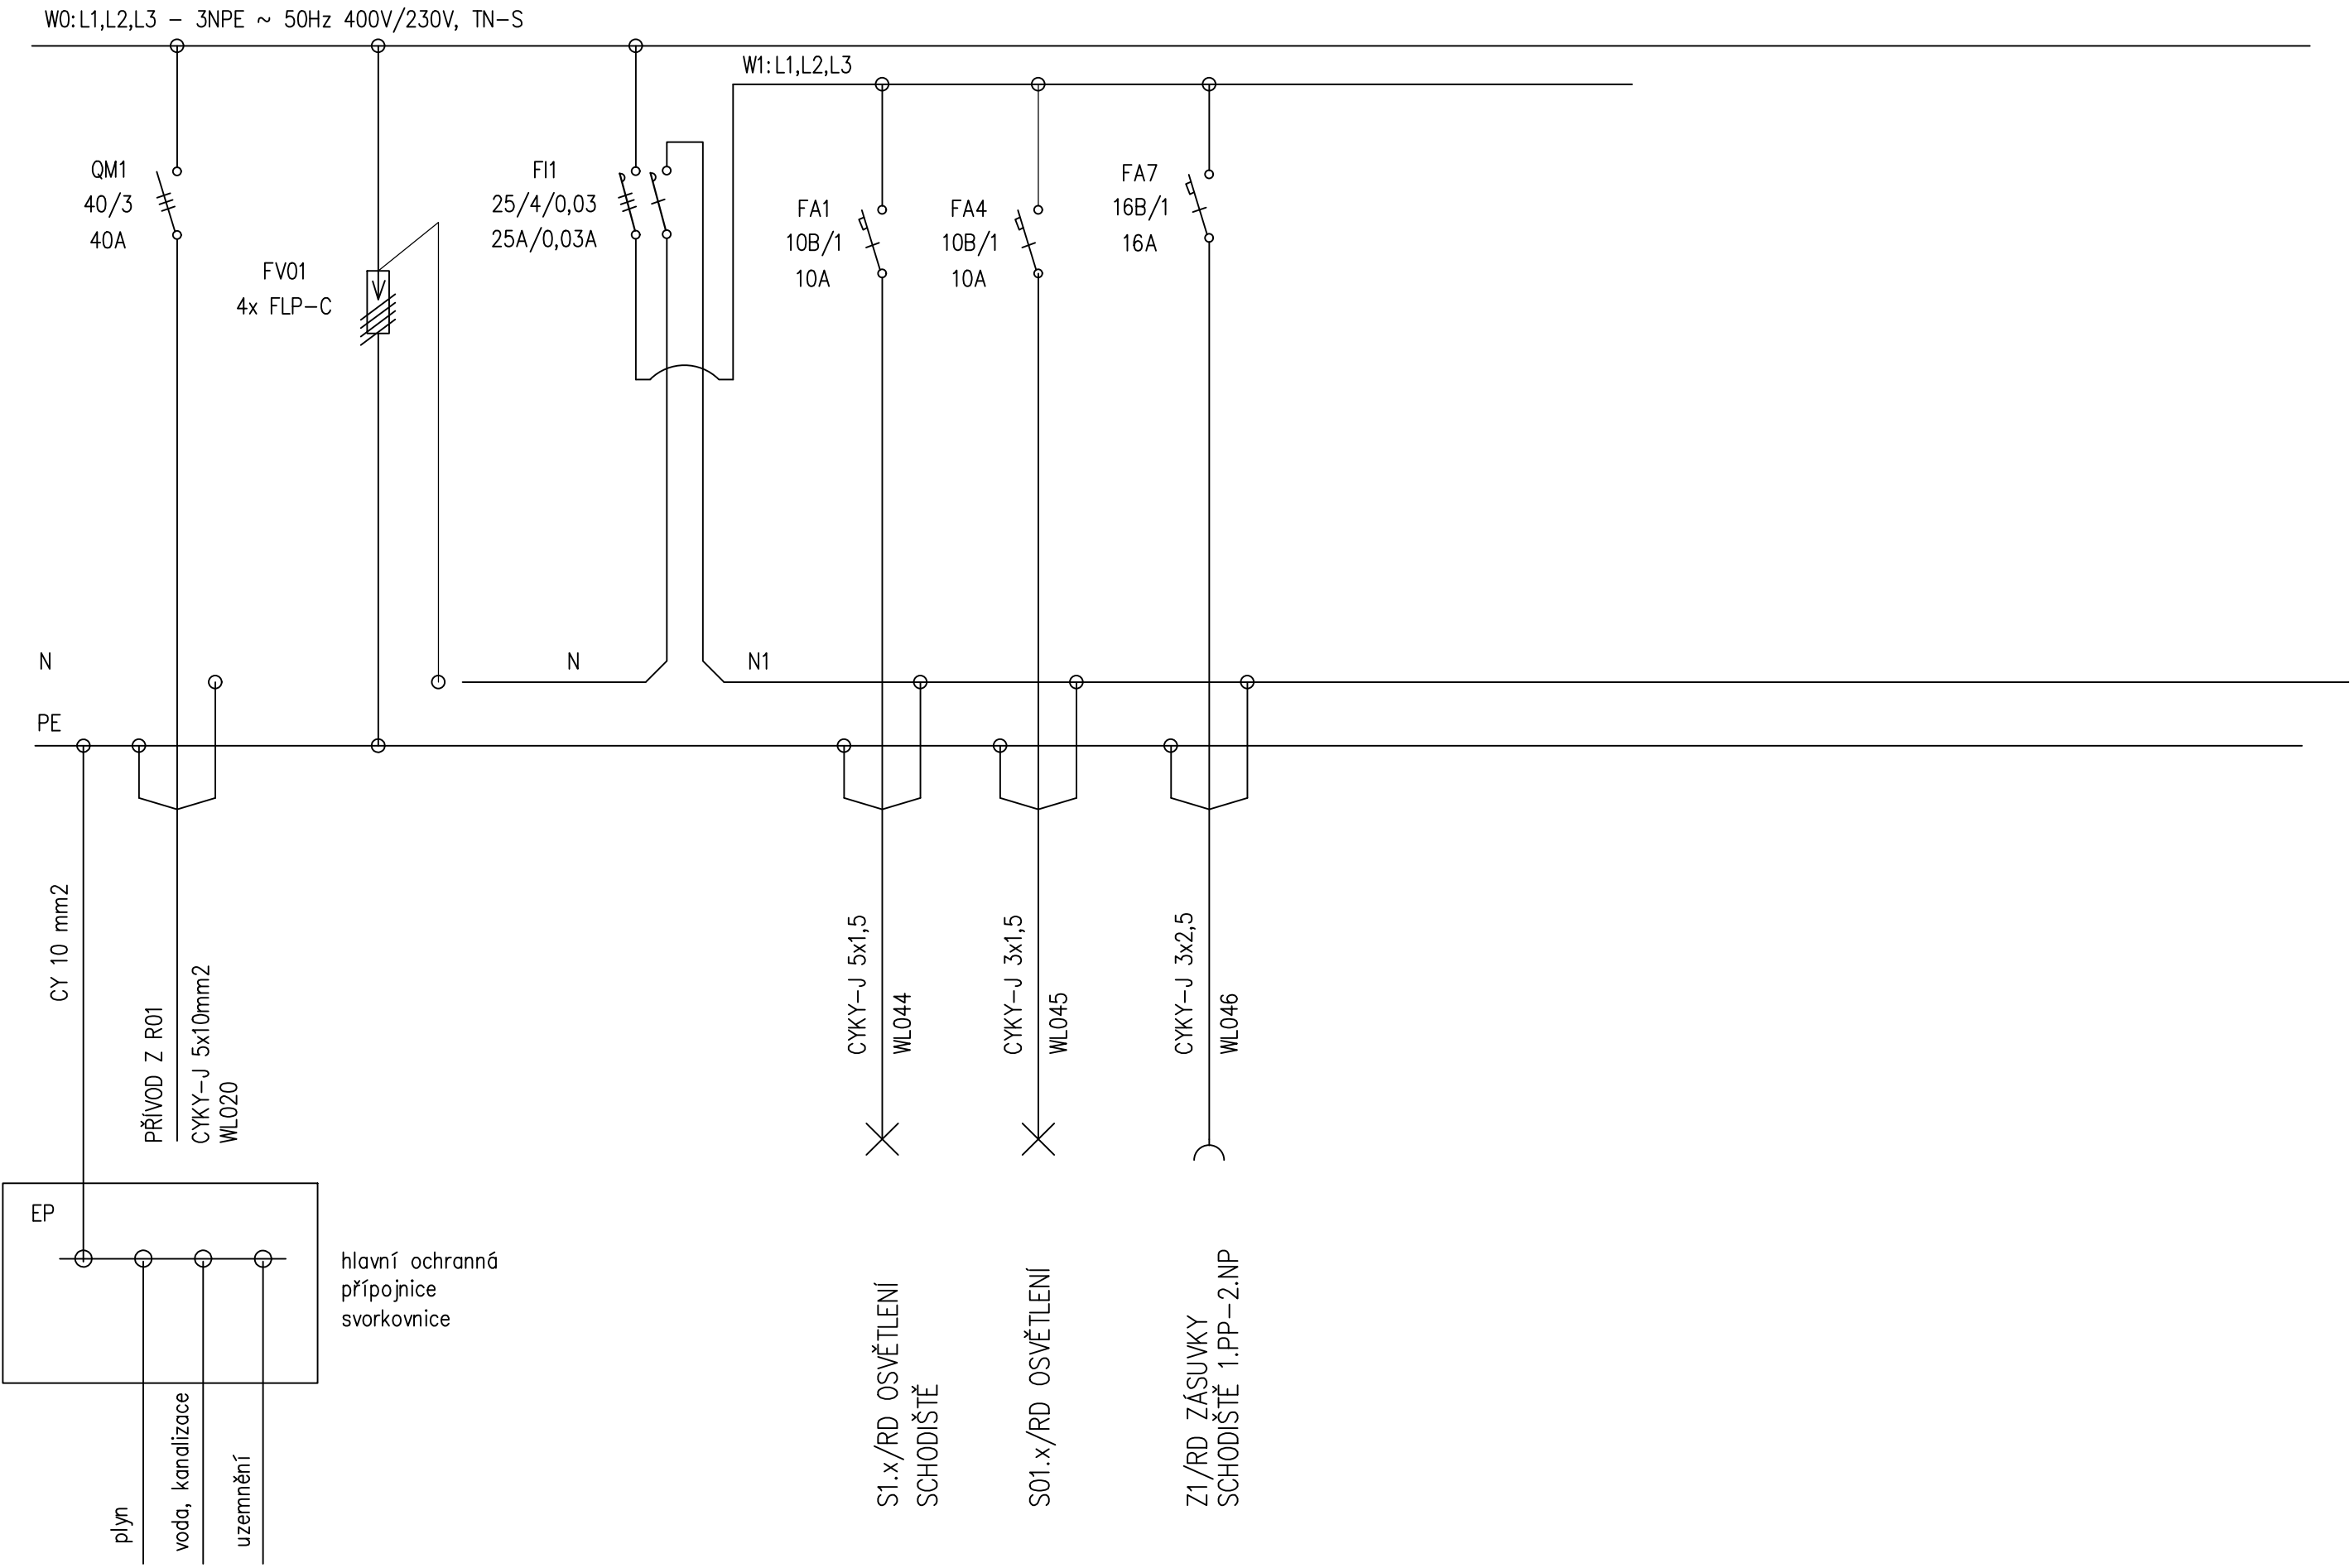 W0:L1,L2,L3 – 3NPE ~ 50Hz 400V/230V, TN–S
W1:L1,L2,L3
QM1
40/3
40A
FV01
4x FLP–C
FI1
25/4/0,03
25A/0,03A
FA1
10B/1
10A
FA4
10B/1
10A
FA7
16B/1
16A
N
N
N1
PE
CY 10 mm2
PŘÍVOD Z R01
CYKY–J 5x10mm2
WL020
CYKY–J 5x1,5
WL044
CYKY–J 3x1,5
WL045
CYKY–J 3x2,5
WL046
EP
hlavní ochranná
přípojnice
svorkovnice
plyn
voda, kanalizace
uzemnění
S1.x/RD OSVĚTLENÍ
SCHODIŠTĚ
S01.x/RD OSVĚTLENÍ
Z1/RD ZÁSUVKY
SCHODIŠTĚ 1.PP–2.NP